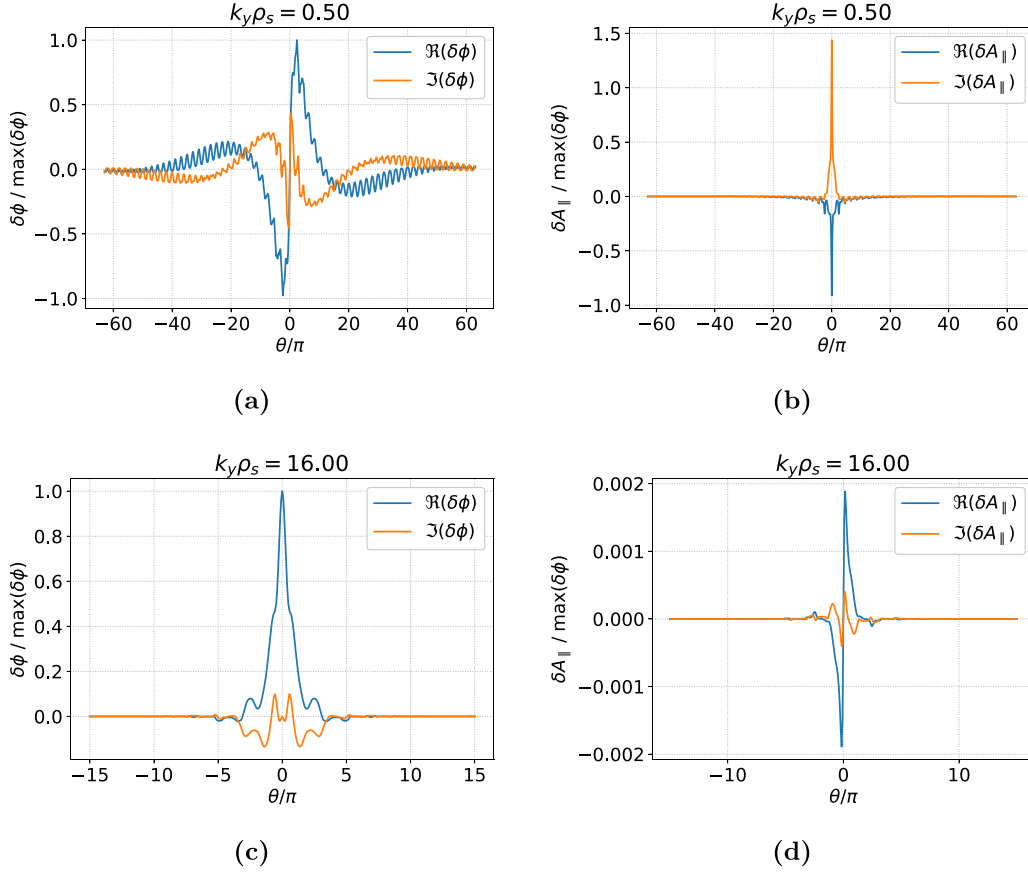 k_yρ_s = 0.50
1.0
0.5
0.0
−0.5
−1.0
δϕ / max(δϕ)
ℜ(δϕ)
ℑ(δϕ)
−60 −40 −20 0 20 40 60
θ/π
(a)
k_yρ_s = 0.50
1.5
1.0
0.5
0.0
−0.5
−1.0
δA_∥ / max(δϕ)
ℜ(δA_∥)
ℑ(δA_∥)
−60 −40 −20 0 20 40 60
θ/π
(b)
k_yρ_s = 16.00
1.0
0.8
0.6
0.4
0.2
0.0
δϕ / max(δϕ)
ℜ(δϕ)
ℑ(δϕ)
−15 −10 −5 0 5 10 15
θ/π
(c)
k_yρ_s = 16.00
0.002
0.001
0.000
−0.001
−0.002
δA_∥ / max(δϕ)
ℜ(δA_∥)
ℑ(δA_∥)
−10 0 10
θ/π
(d)